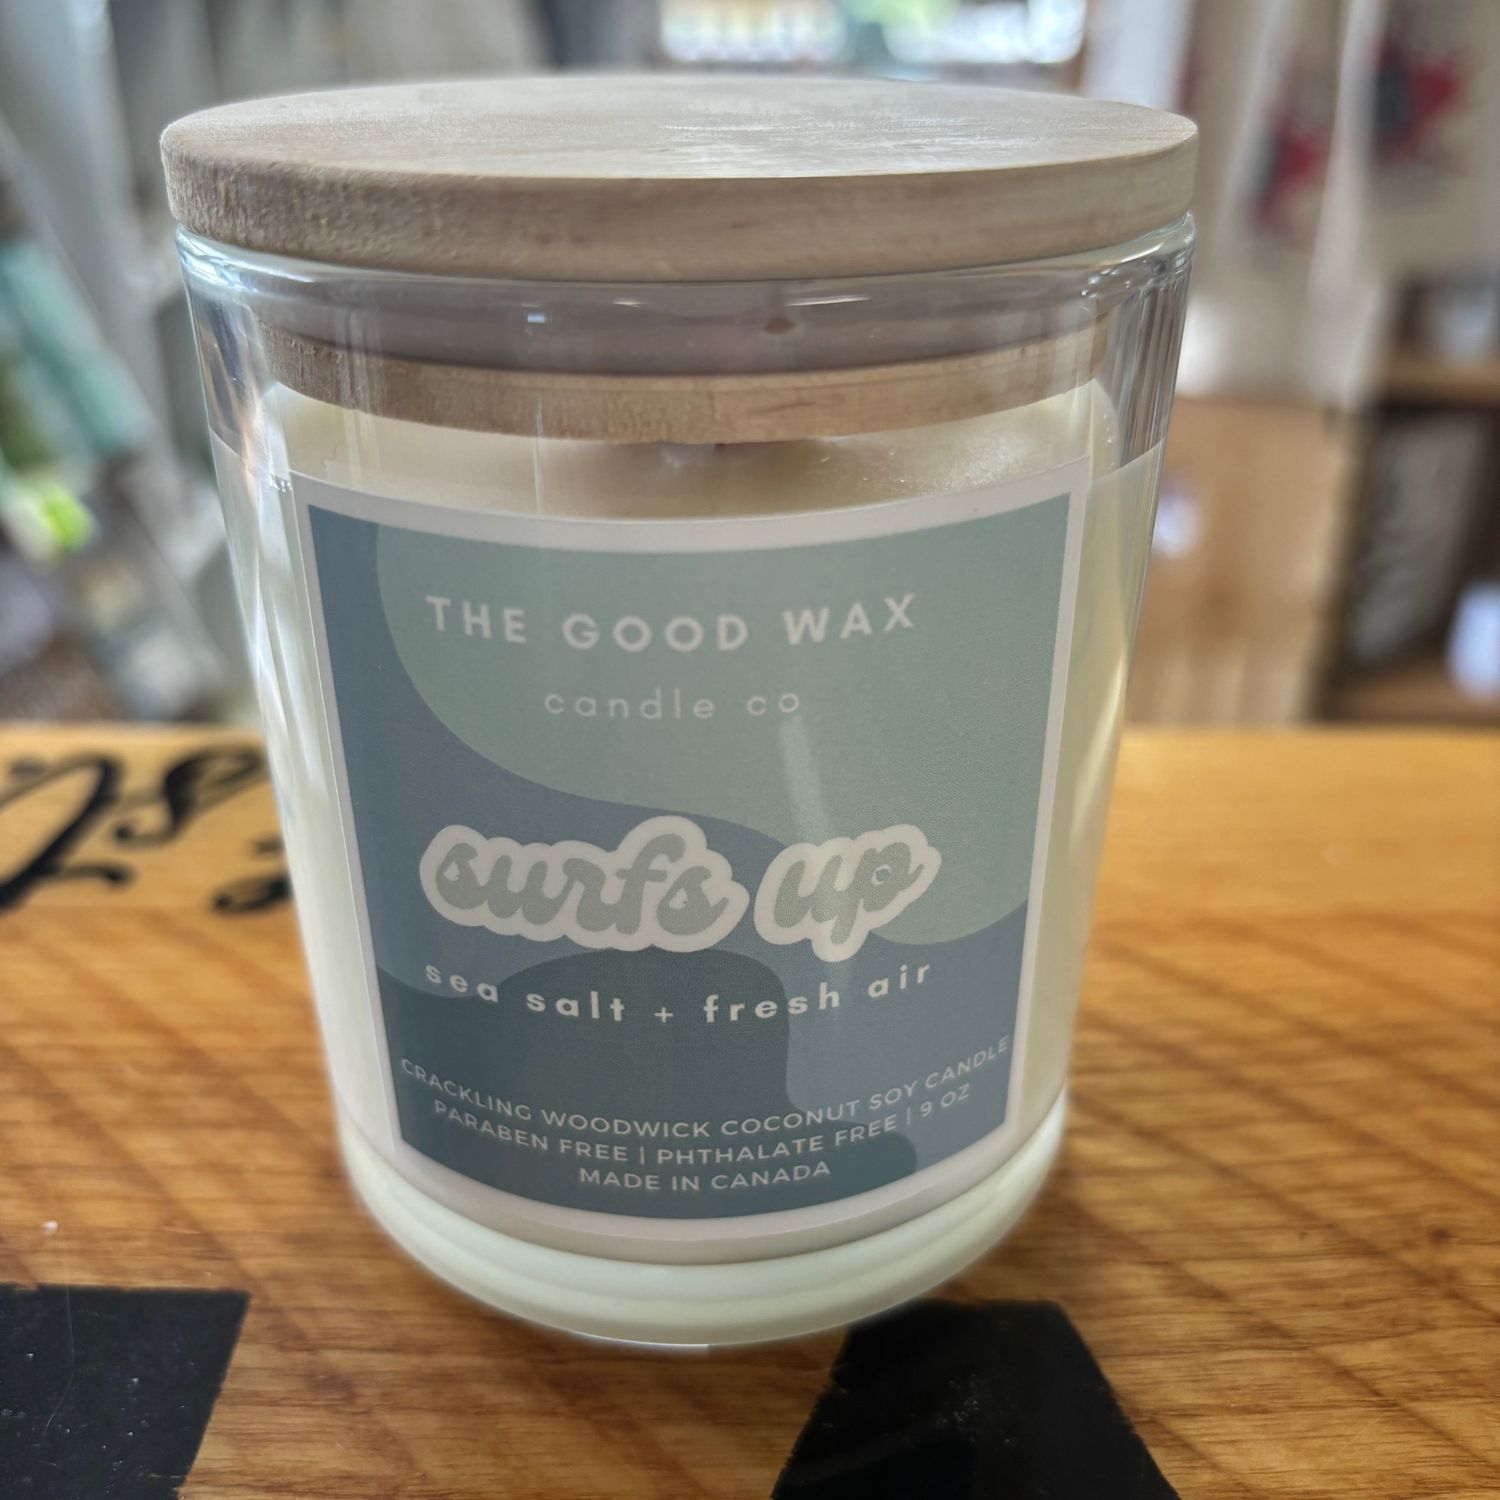 THE GOOD WAX
candle co
surfs up
sea salt + fresh air
CRACKLING WOODWICK COCONUT SOY CANDLE
PARABEN FREE | PHTHALATE FREE | 9 OZ
MADE IN CANADA